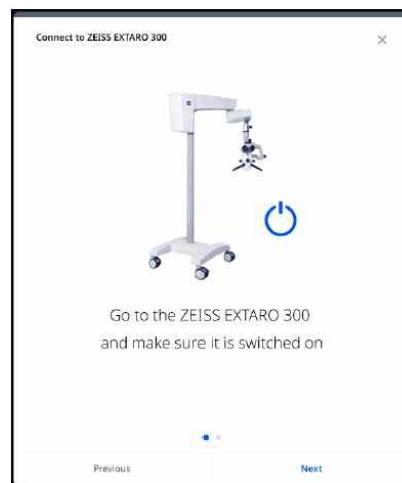 Connect to ZEISS EXTARO 300
Go to the ZEISS EXTARO 300
and make sure it is switched on
Previous
Next